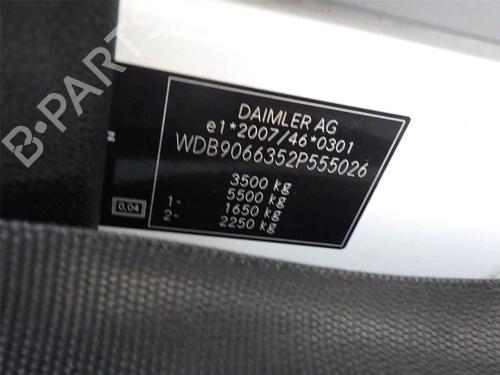 B-PARTS
DAIMLER AG
e1*2007/46*0301
WDB9066352P555026
3500 kg
5500 kg
1- 1650 kg
2- 2250 kg
0,04